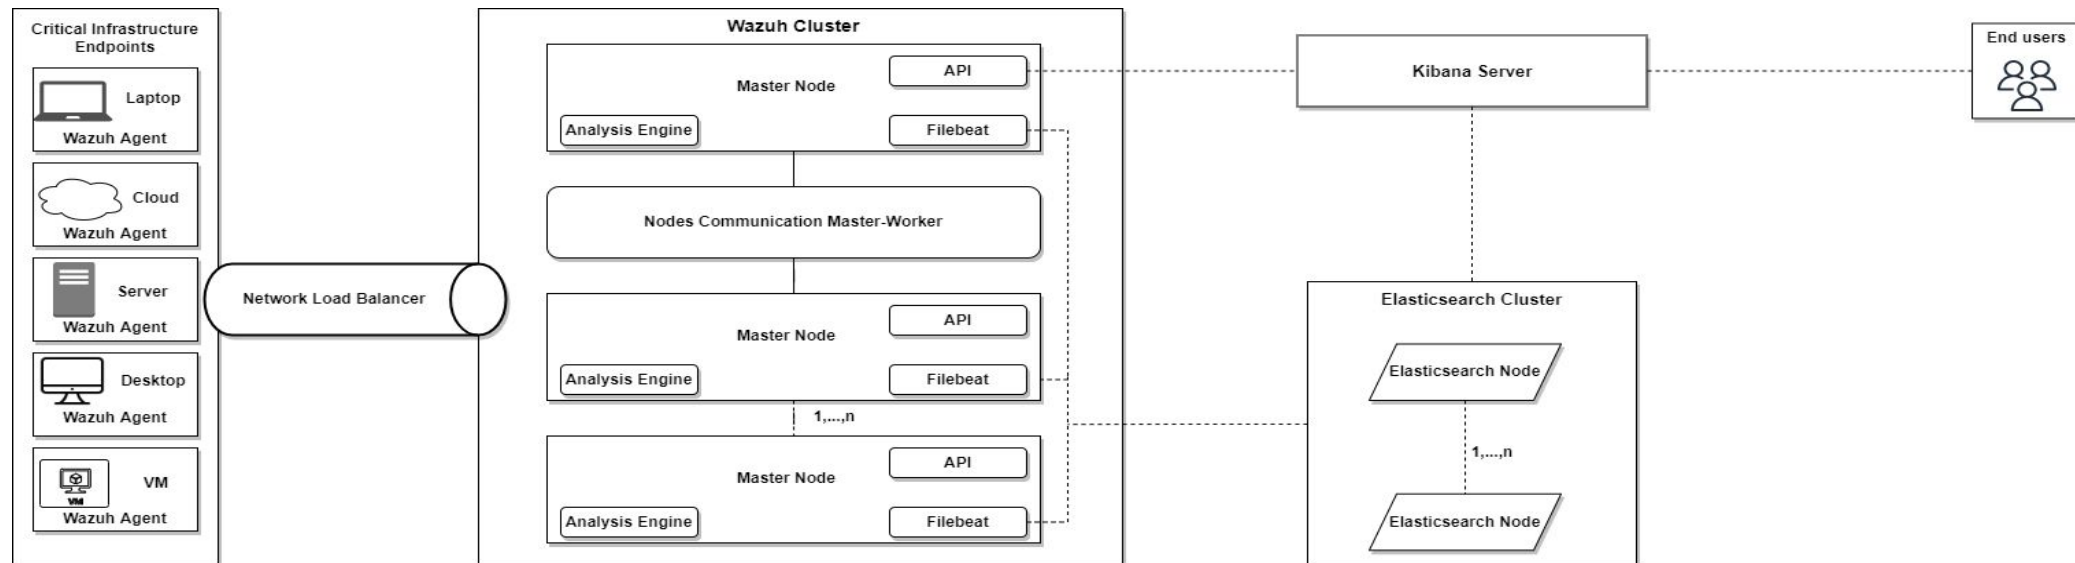 Critical Infrastructure
Endpoints
Laptop
Wazuh Agent
Cloud
Wazuh Agent
Server
Wazuh Agent
Desktop
Wazuh Agent
VM
VM
Wazuh Agent
Network Load Balancer
Wazuh Cluster
Master Node
API
Analysis Engine
Filebeat
Nodes Communication Master-Worker
Master Node
API
Analysis Engine
Filebeat
1,...,n
Master Node
API
Analysis Engine
Filebeat
Kibana Server
Elasticsearch Cluster
Elasticsearch Node
1,...,n
Elasticsearch Node
End users